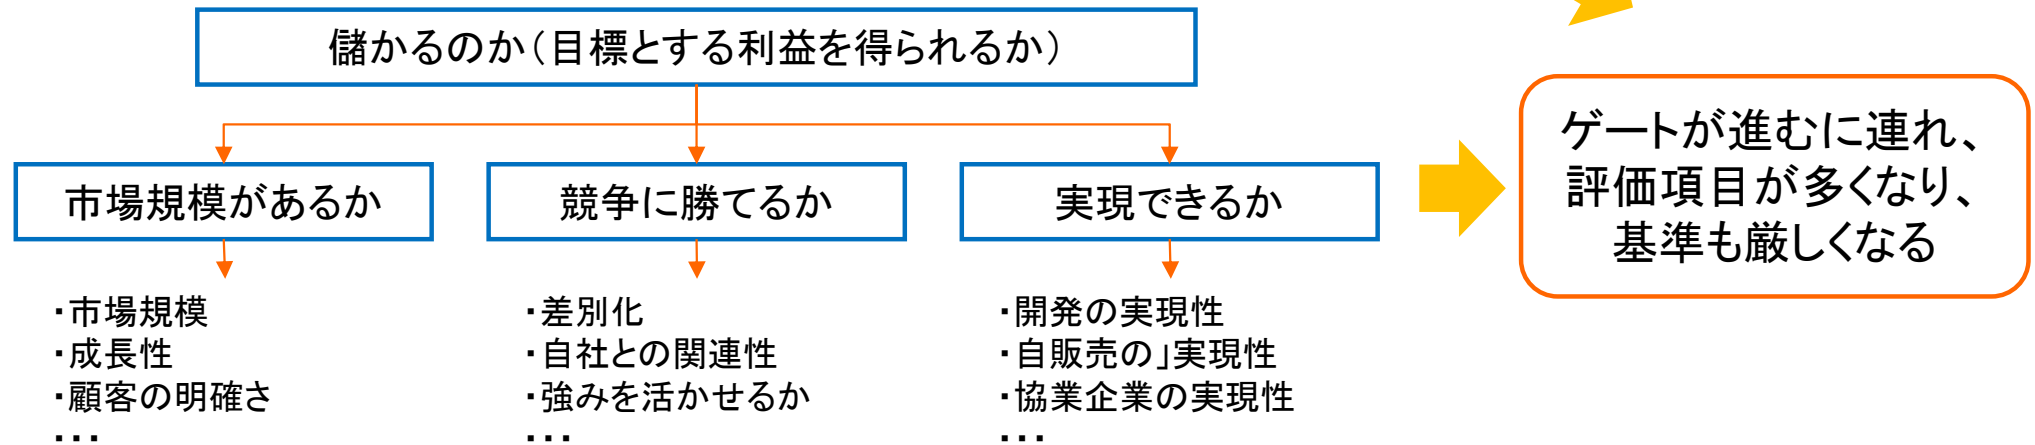 儲かるのか（目標とする利益を得られるか）
市場規模があるか
競争に勝てるか
実現できるか
ゲートが進むに連れ、
評価項目が多くなり、
基準も厳しくなる
・市場規模
・成長性
・顧客の明確さ
・・・
・差別化
・自社との関連性
・強みを活かせるか
・・・
・開発の実現性
・自販売の」実現性
・協業企業の実現性
・・・